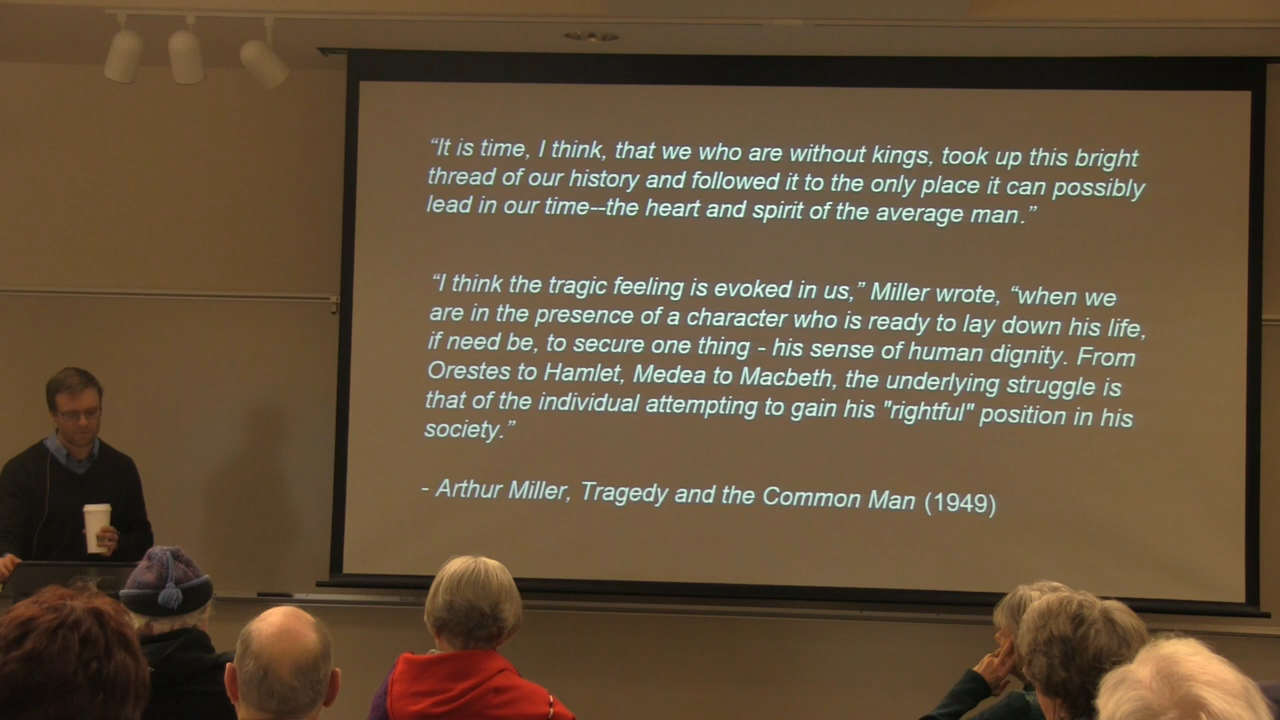 “It is time, I think, that we who are without kings, took up this bright
thread of our history and followed it to the only place it can possibly
lead in our time--the heart and spirit of the average man.”
“I think the tragic feeling is evoked in us,” Miller wrote, “when we
are in the presence of a character who is ready to lay down his life,
if need be, to secure one thing - his sense of human dignity. From
Orestes to Hamlet, Medea to Macbeth, the underlying struggle is
that of the individual attempting to gain his "rightful" position in his
society.”
- Arthur Miller, Tragedy and the Common Man (1949)